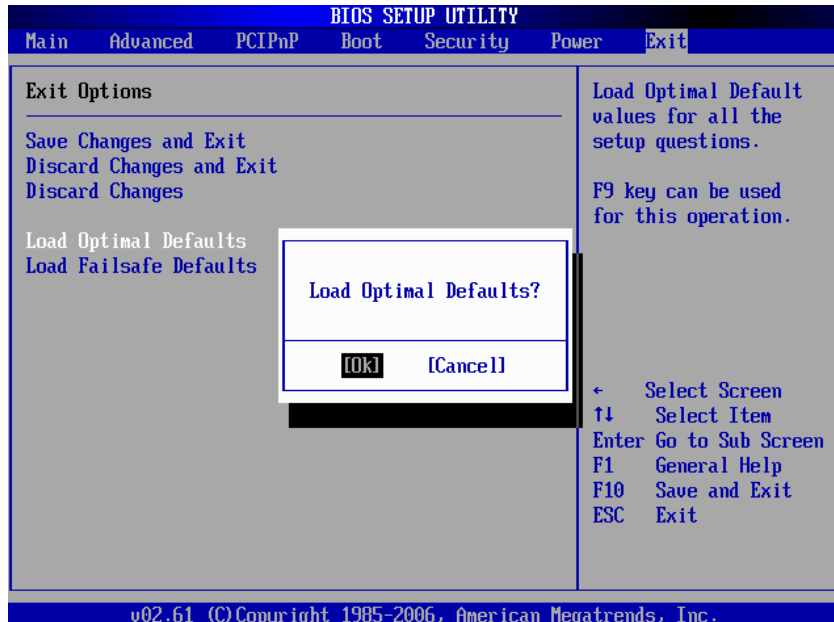 BIOS SETUP UTILITY
Main Advanced PCIPnP Boot Security Power Exit
Exit Options
Save Changes and Exit
Discard Changes and Exit
Discard Changes
Load Optimal Defaults
Load Failsafe Defaults
Load Optimal Defaults?
[Ok] [Cancel]
Load Optimal Default
values for all the
setup questions.
F9 key can be used
for this operation.
← Select Screen
↑↓ Select Item
Enter Go to Sub Screen
F1 General Help
F10 Save and Exit
ESC Exit
v02.61 (C)Copyright 1985-2006, American Megatrends, Inc.